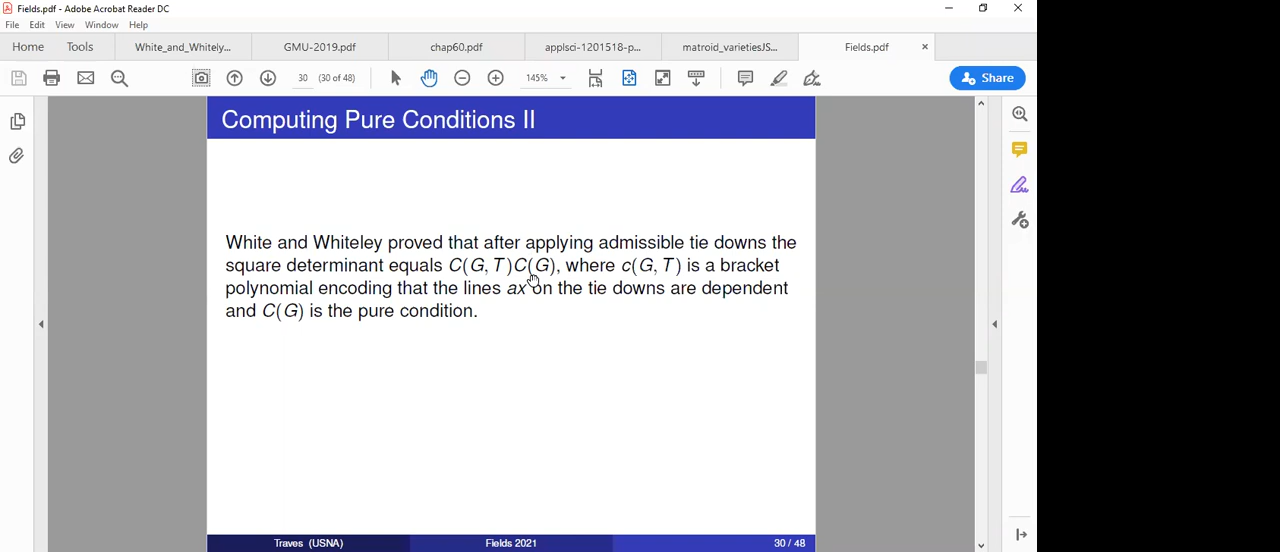 Fields.pdf - Adobe Acrobat Reader DC
File Edit View Window Help
Home Tools White_and_Whitely... GMU-2019.pdf chap60.pdf applsci-1201518-p... matroid_varietiesJS... Fields.pdf ×
30 (30 of 48) 145% Share
Computing Pure Conditions II
White and Whiteley proved that after applying admissible tie downs the
square determinant equals C(G, T)C(G), where c(G, T) is a bracket
polynomial encoding that the lines ax on the tie downs are dependent
and C(G) is the pure condition.
Traves (USNA) Fields 2021 30 / 48